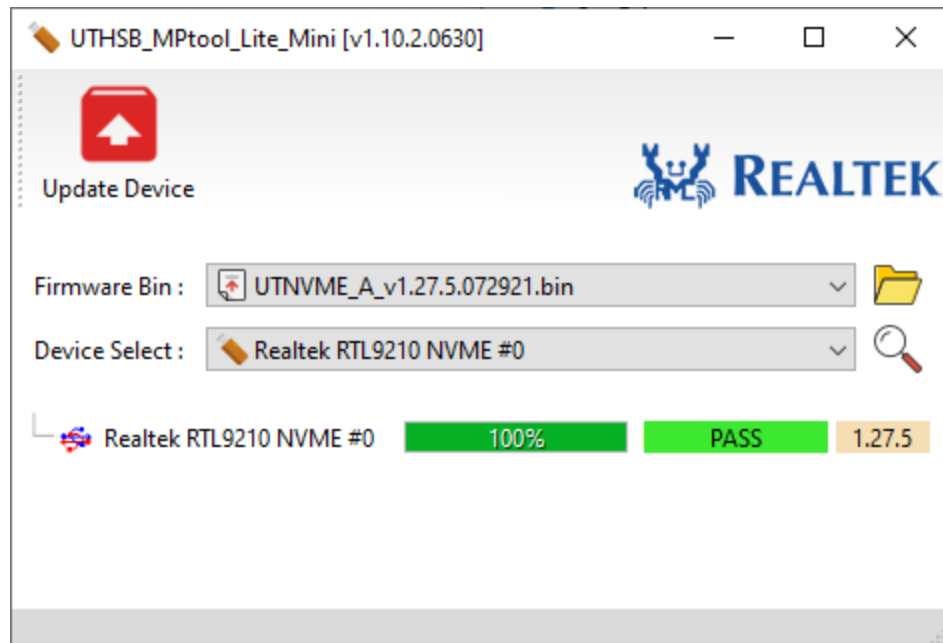 UTHSB_MPtool_Lite_Mini [v1.10.2.0630]
Update Device
REALTEK
Firmware Bin :
UTNVME_A_v1.27.5.072921.bin
Device Select :
Realtek RTL9210 NVME #0
Realtek RTL9210 NVME #0 100% PASS 1.27.5